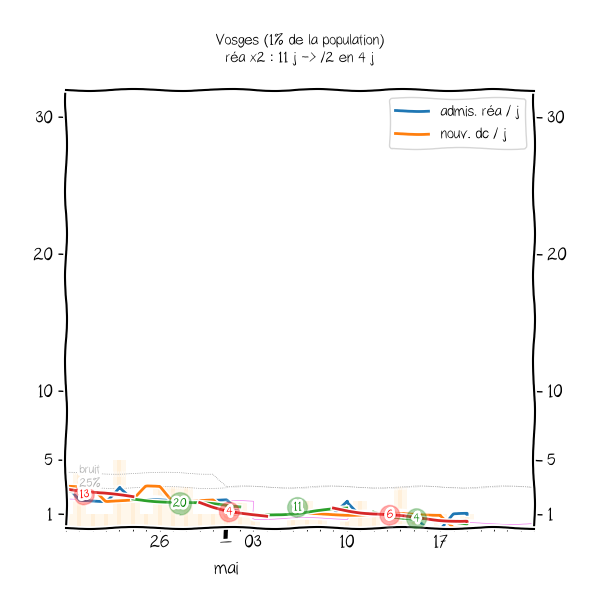 Vosges (1% de la population)
réa x2 : 11 j -> /2 en 4 j
admis. réa / j
nouv. dc / j
30 30
20 20
10 10
5 5
1 1
bruit
25%
13
20
4
11
6
4
26 1 03 10 17
mai